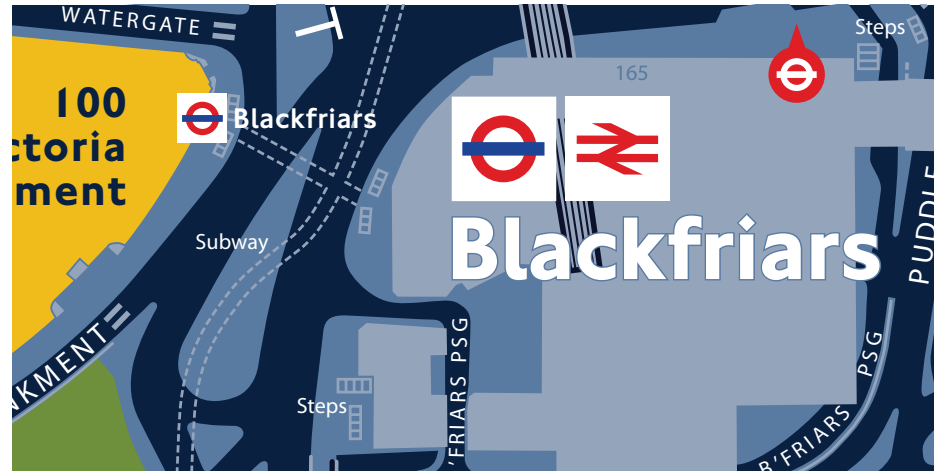 WATERGATE
Steps
165
100
ctoria
ment
Blackfriars
Blackfriars
Subway
PUDDLE
NKMENT
Steps
'FRIARS PSG
B'FRIARS PSG